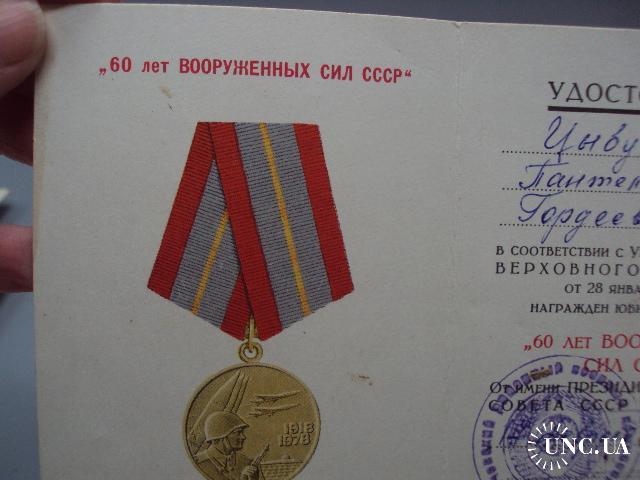 „60 лет ВООРУЖЕННЫХ СИЛ СССР“
1918
1978
УДОСТО
Цыву
Пантел
Гордеев
В СООТВЕТСТВИИ С У
ВЕРХОВНОГО
ОТ 28 ЯНВА
НАГРАЖДЕН ЮБИ
„60 ЛЕТ ВОО
СИЛ С
От имени ПРЕЗИДИ
СОВЕТА СССР
UNC.UA